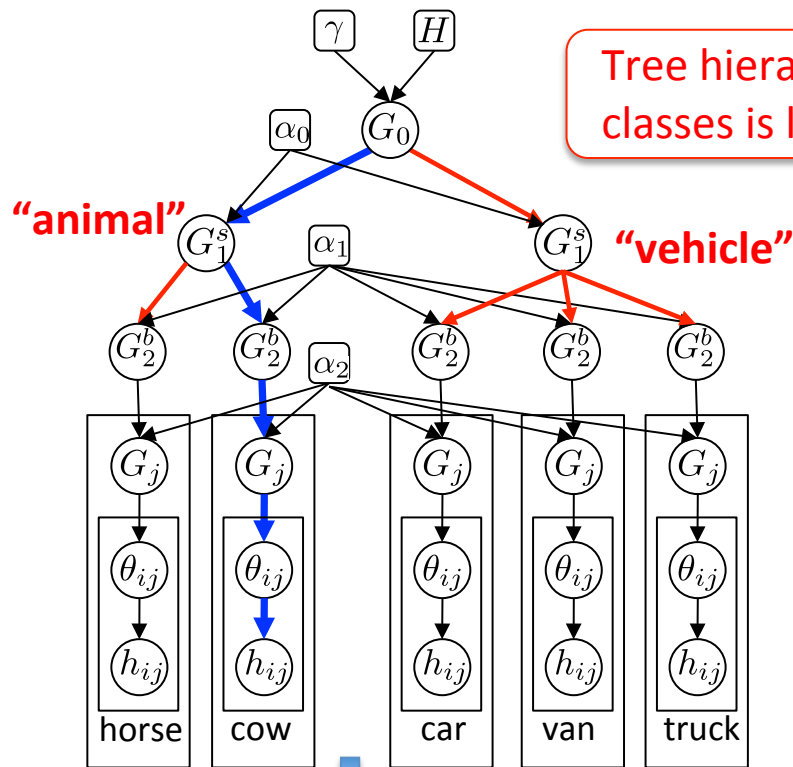 γ H
Tree hiera
classes is l
α₀ G₀
"animal"
G₁ˢ α₁ G₁ˢ
"vehicle"
G₂ᵇ G₂ᵇ α₂ G₂ᵇ G₂ᵇ G₂ᵇ
Gⱼ Gⱼ Gⱼ Gⱼ Gⱼ
θᵢⱼ θᵢⱼ θᵢⱼ θᵢⱼ θᵢⱼ
hᵢⱼ hᵢⱼ hᵢⱼ hᵢⱼ hᵢⱼ
horse cow car van truck